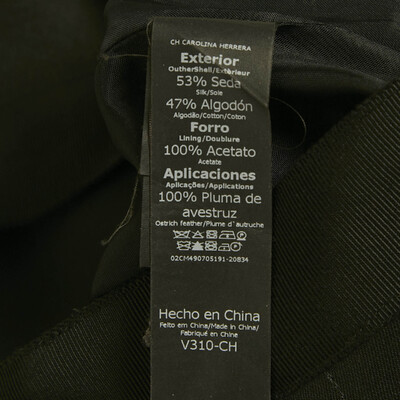 CH CAROLINA HERRERA
Exterior
OutherShell/Extérieur
53% Seda
Silk/Soie
47% Algodón
Algodão/Cotton/Coton
Forro
Lining/Doublure
100% Acetato
Acetate
Aplicaciones
Aplicações/Applications
100% Pluma de
avestruz
Ostrich feather/Plume d'autruche
02CM490705191-20834
Hecho en China
Feito em China/Made in China/
Fabriqué en Chine
V310-CH